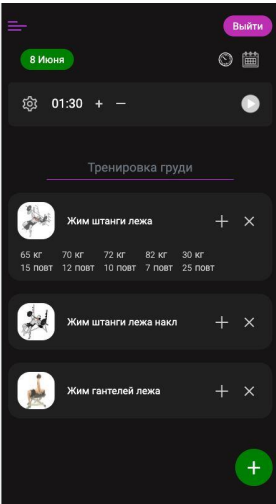 Выйти
8 Июня
01:30 + −
Тренировка груди
Жим штанги лежа
65 кг 70 кг 72 кг 82 кг 30 кг
15 повт 12 повт 10 повт 7 повт 25 повт
Жим штанги лежа накл
Жим гантелей лежа